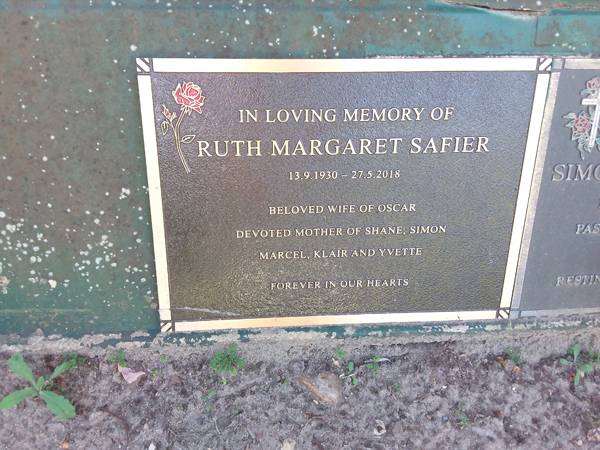 IN LOVING MEMORY OF
RUTH MARGARET SAFIER
13.9.1930 – 27.5.2018
BELOVED WIFE OF OSCAR
DEVOTED MOTHER OF SHANE, SIMON
MARCEL, KLAIR AND YVETTE
FOREVER IN OUR HEARTS